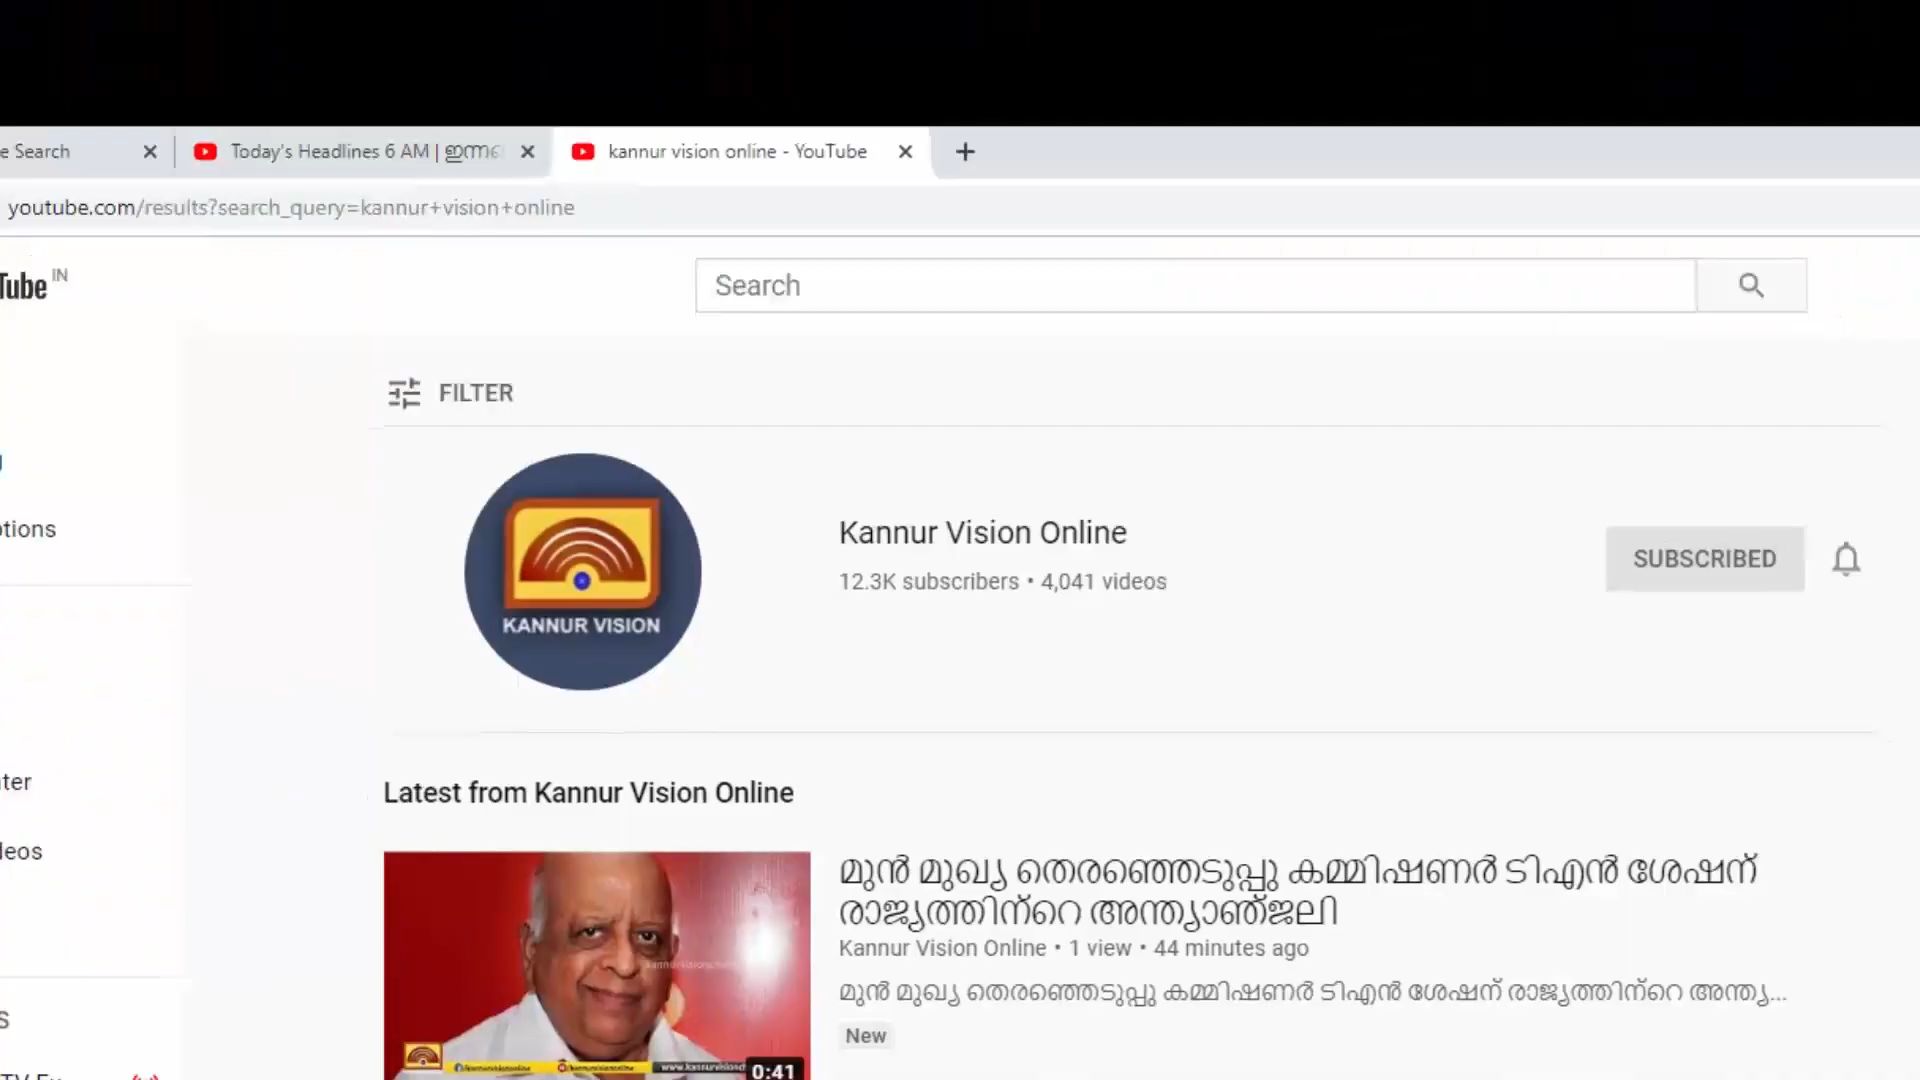 e Search
Today's Headlines 6 AM | ഇന്ന
kannur vision online - YouTube
youtube.com/results?search_query=kannur+vision+online
Tube IN
Search
FILTER
tions
KANNUR VISION
Kannur Vision Online
12.3K subscribers • 4,041 videos
SUBSCRIBED
ter
Latest from Kannur Vision Online
leos
മുൻ മുഖ്യ തെരഞ്ഞെടുപ്പു കമ്മിഷണർ ടിഎൻ ശേഷന്
രാജ്യത്തിന്റെ അന്ത്യാഞ്ജലി
Kannur Vision Online • 1 view • 44 minutes ago
മുൻ മുഖ്യ തെരഞ്ഞെടുപ്പു കമ്മിഷണർ ടിഎൻ ശേഷന് രാജ്യത്തിന്റെ അന്ത്യ...
New
S
0:41